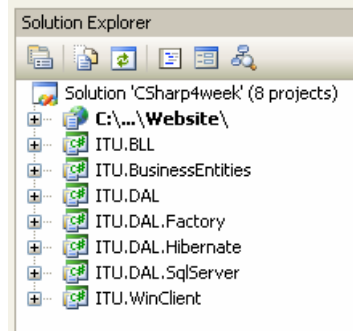 Solution Explorer
Solution 'CSharp4week' (8 projects)
C:\...\Website\
ITU.BLL
ITU.BusinessEntities
ITU.DAL
ITU.DAL.Factory
ITU.DAL.Hibernate
ITU.DAL.SqlServer
ITU.WinClient